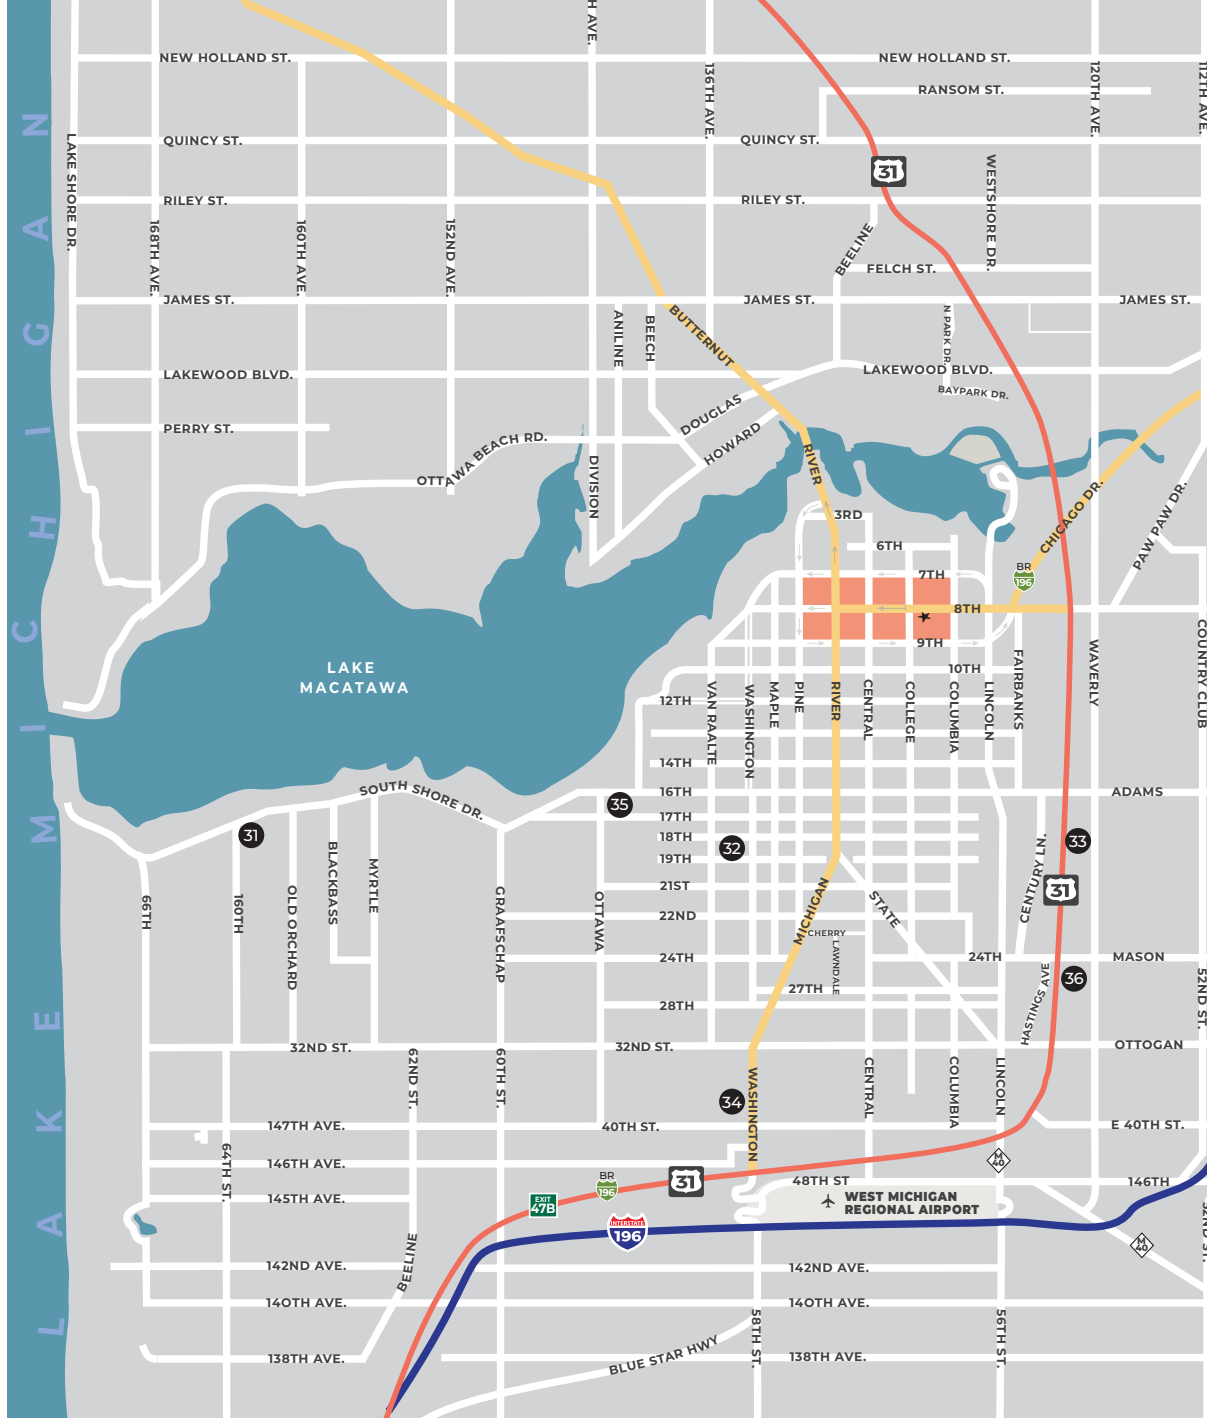 H AVE.
NEW HOLLAND ST.
NEW HOLLAND ST.
136TH AVE.
120TH AVE.
112TH AVE.
RANSOM ST.
LAKE SHORE DR.
QUINCY ST.
QUINCY ST.
31
WESTSHORE DR.
RILEY ST.
RILEY ST.
168TH AVE.
160TH AVE.
152ND AVE.
BEELINE
FELCH ST.
JAMES ST.
JAMES ST.
JAMES ST.
ANILINE
BEECH
BUTTERNUT
N PARK DR.
LAKEWOOD BLVD.
LAKEWOOD BLVD.
BAYPARK DR.
DOUGLAS
HOWARD
PERRY ST.
OTTAWA BEACH RD.
DIVISION
RIVER
CHICAGO DR.
PAW PAW DR.
3RD
6TH
7TH
BR
196
8TH
9TH
10TH
LAKE
MACATAWA
LAKE MICHIGAN
12TH
VAN RAALTE
WASHINGTON
MAPLE
PINE
RIVER
CENTRAL
COLLEGE
COLUMBIA
LINCOLN
FAIRBANKS
WAVERLY
COUNTRY CLUB
14TH
16TH
ADAMS
SOUTH SHORE DR.
35
17TH
31
18TH
32
33
19TH
21ST
31
22ND
24TH
24TH
MASON
27TH
28TH
66TH
160TH
OLD ORCHARD
BLACKBASS
MYRTLE
GRAAFSCHAP
OTTAWA
MICHIGAN
STATE
CHERRY
LAWNDALE
CENTURY LN.
36
HASTINGS AVE
52ND ST.
32ND ST.
32ND ST.
OTTOGAN
62ND ST.
60TH ST.
34
WASHINGTON
CENTRAL
COLUMBIA
LINCOLN
147TH AVE.
40TH ST.
E 40TH ST.
64TH ST.
146TH AVE.
M
40
145TH AVE.
BR
196
31
48TH ST
146TH
EXIT
47B
WEST MICHIGAN
REGIONAL AIRPORT
INTERSTATE
196
52ND ST.
M
40
BEELINE
142ND AVE.
142ND AVE.
140TH AVE.
140TH AVE.
58TH ST.
56TH ST.
138TH AVE.
BLUE STAR HWY
138TH AVE.